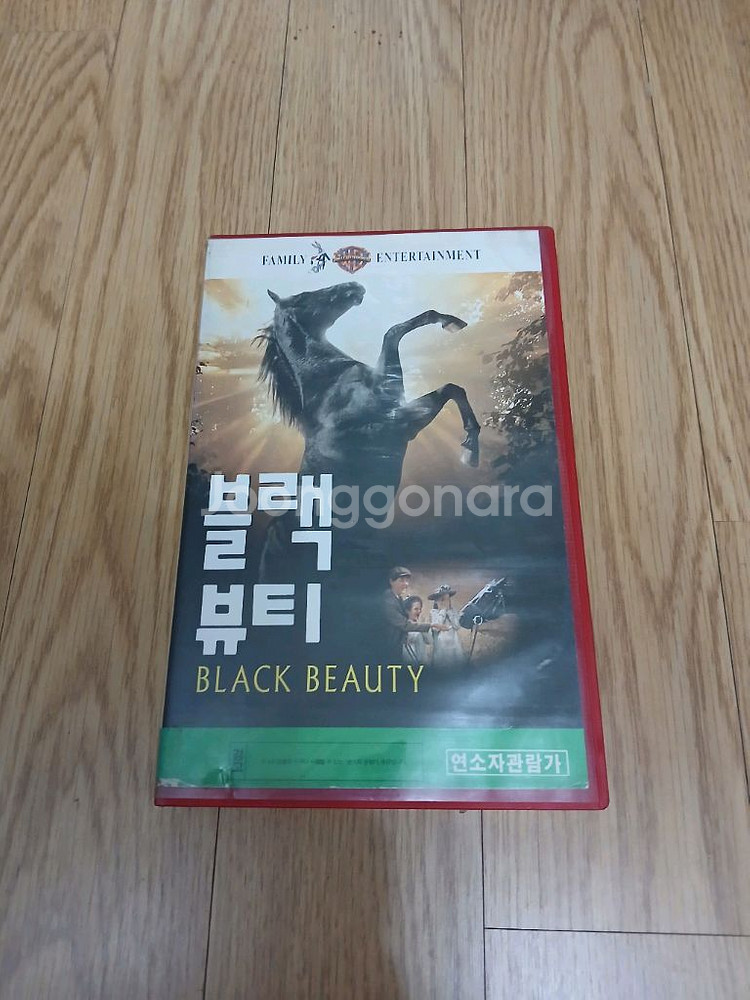 FAMILY ENTERTAINMENT
블랙
joonggonara
뷰티
BLACK BEAUTY
연소자관람가